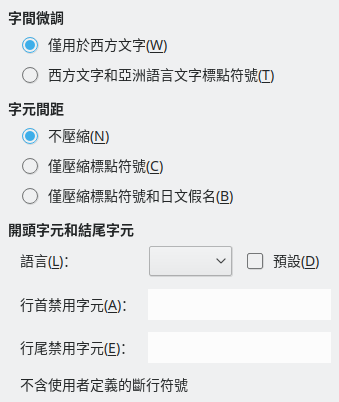 字間微調
僅用於西方文字(W)
西方文字和亞洲語言文字標點符號(T)
字元間距
不壓縮(N)
僅壓縮標點符號(C)
僅壓縮標點符號和日文假名(B)
開頭字元和結尾字元
語言(L)： 預設(D)
行首禁用字元(A)：
行尾禁用字元(E)：
不含使用者定義的斷行符號